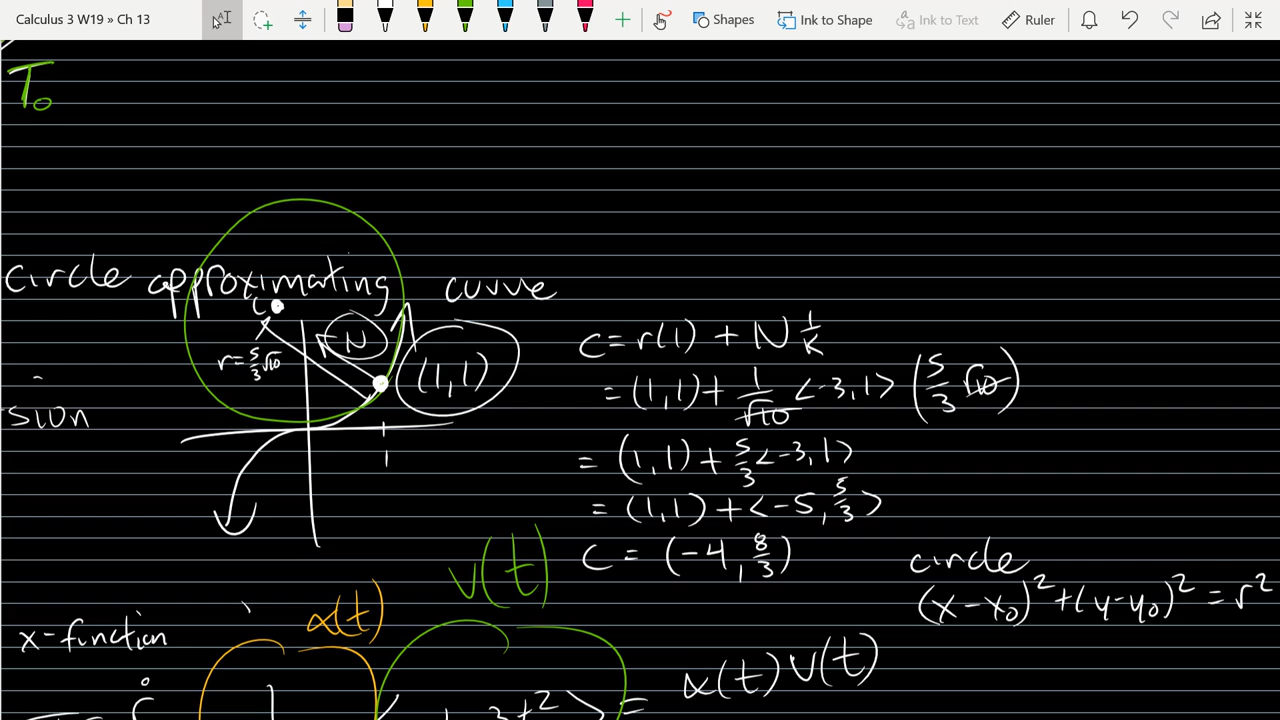 Calculus 3 W19 » Ch 13
Shapes
Ink to Shape
Ink to Text
Ruler
T₀
circle approximating curve
C
N
r=5/3√10
(1,1)
1
sion
C = r(1) + N 1/K
= (1,1) + 1/√10 <-3,1> (5/3 √10)
= (1,1) + 5/3 <-3,1>
= (1,1) + <-5, 5/3>
C = (-4, 8/3)
circle
(x-x₀)² + (y-y₀)² = r²
x-function
α(t)
v(t)
= α(t) v(t)